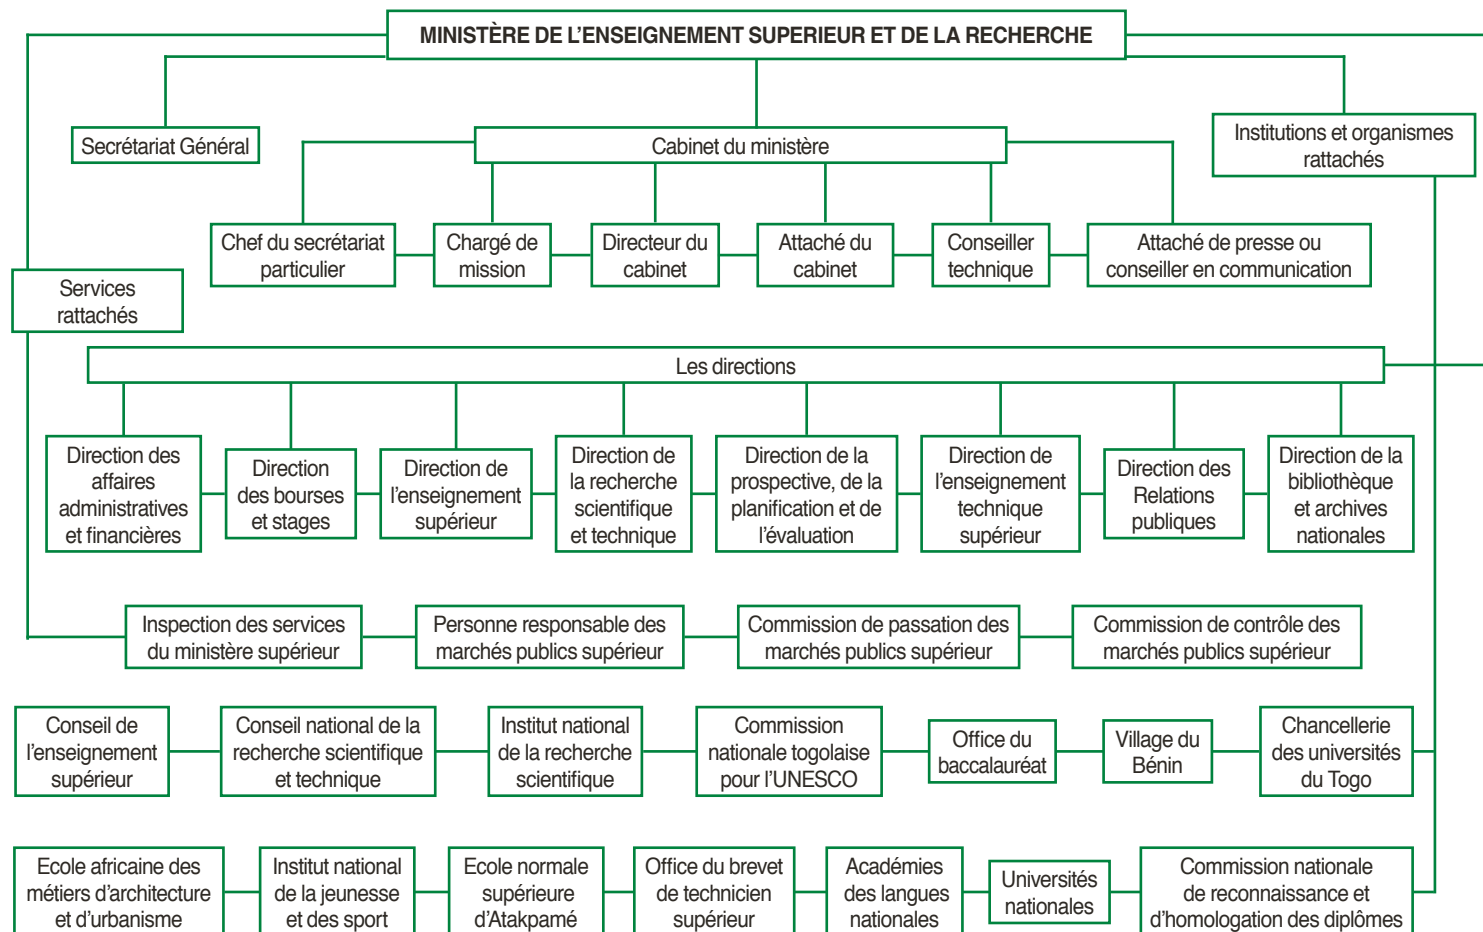 MINISTÈRE DE L’ENSEIGNEMENT SUPERIEUR ET DE LA RECHERCHE
Secrétariat Général
Cabinet du ministère
Institutions et organismes
rattachés
Chef du secrétariat
particulier
Chargé de
mission
Directeur du
cabinet
Attaché du
cabinet
Conseiller
technique
Attaché de presse ou
conseiller en communication
Services
rattachés
Les directions
Direction des
affaires
administratives
et financières
Direction
des bourses
et stages
Direction de
l’enseignement
supérieur
Direction de
la recherche
scientifique
et technique
Direction de la
prospective, de la
planification et de
l’évaluation
Direction de
l’enseignement
technique
supérieur
Direction des
Relations
publiques
Direction de la
bibliothèque
et archives
nationales
Inspection des services
du ministère supérieur
Personne responsable des
marchés publics supérieur
Commission de passation des
marchés publics supérieur
Commission de contrôle des
marchés publics supérieur
Conseil de
l’enseignement
supérieur
Conseil national de la
recherche scientifique
et technique
Institut national
de la recherche
scientifique
Commission
nationale togolaise
pour l’UNESCO
Office du
baccalauréat
Village du
Bénin
Chancellerie
des universités
du Togo
Ecole africaine des
métiers d’architecture
et d’urbanisme
Institut national
de la jeunesse
et des sport
Ecole normale
supérieure
d’Atakpamé
Office du brevet
de technicien
supérieur
Académies
des langues
nationales
Universités
nationales
Commission nationale
de reconnaissance et
d’homologation des diplômes